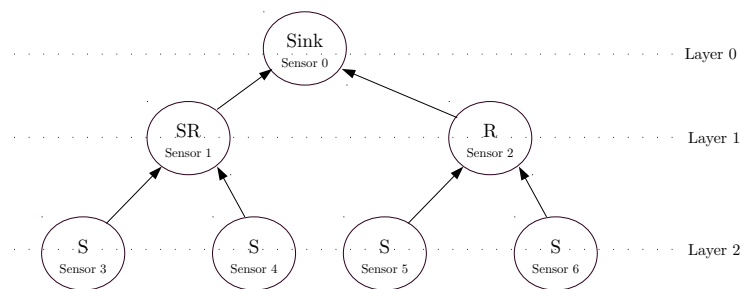 Sink
Sensor 0
Layer 0
SR
Sensor 1
R
Sensor 2
Layer 1
S
Sensor 3
S
Sensor 4
S
Sensor 5
S
Sensor 6
Layer 2